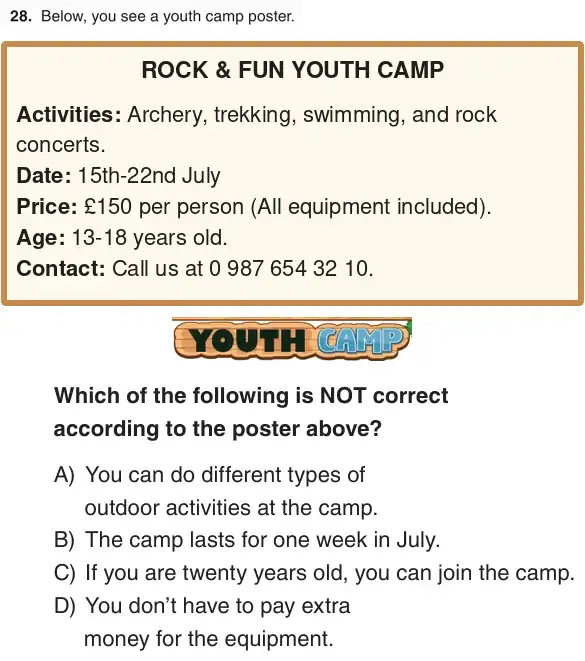 28. Below, you see a youth camp poster.
ROCK & FUN YOUTH CAMP
Activities: Archery, trekking, swimming, and rock
concerts.
Date: 15th-22nd July
Price: £150 per person (All equipment included).
Age: 13-18 years old.
Contact: Call us at 0 987 654 32 10.
YOUTH CAMP
Which of the following is NOT correct
according to the poster above?
A) You can do different types of
outdoor activities at the camp.
B) The camp lasts for one week in July.
C) If you are twenty years old, you can join the camp.
D) You don't have to pay extra
money for the equipment.